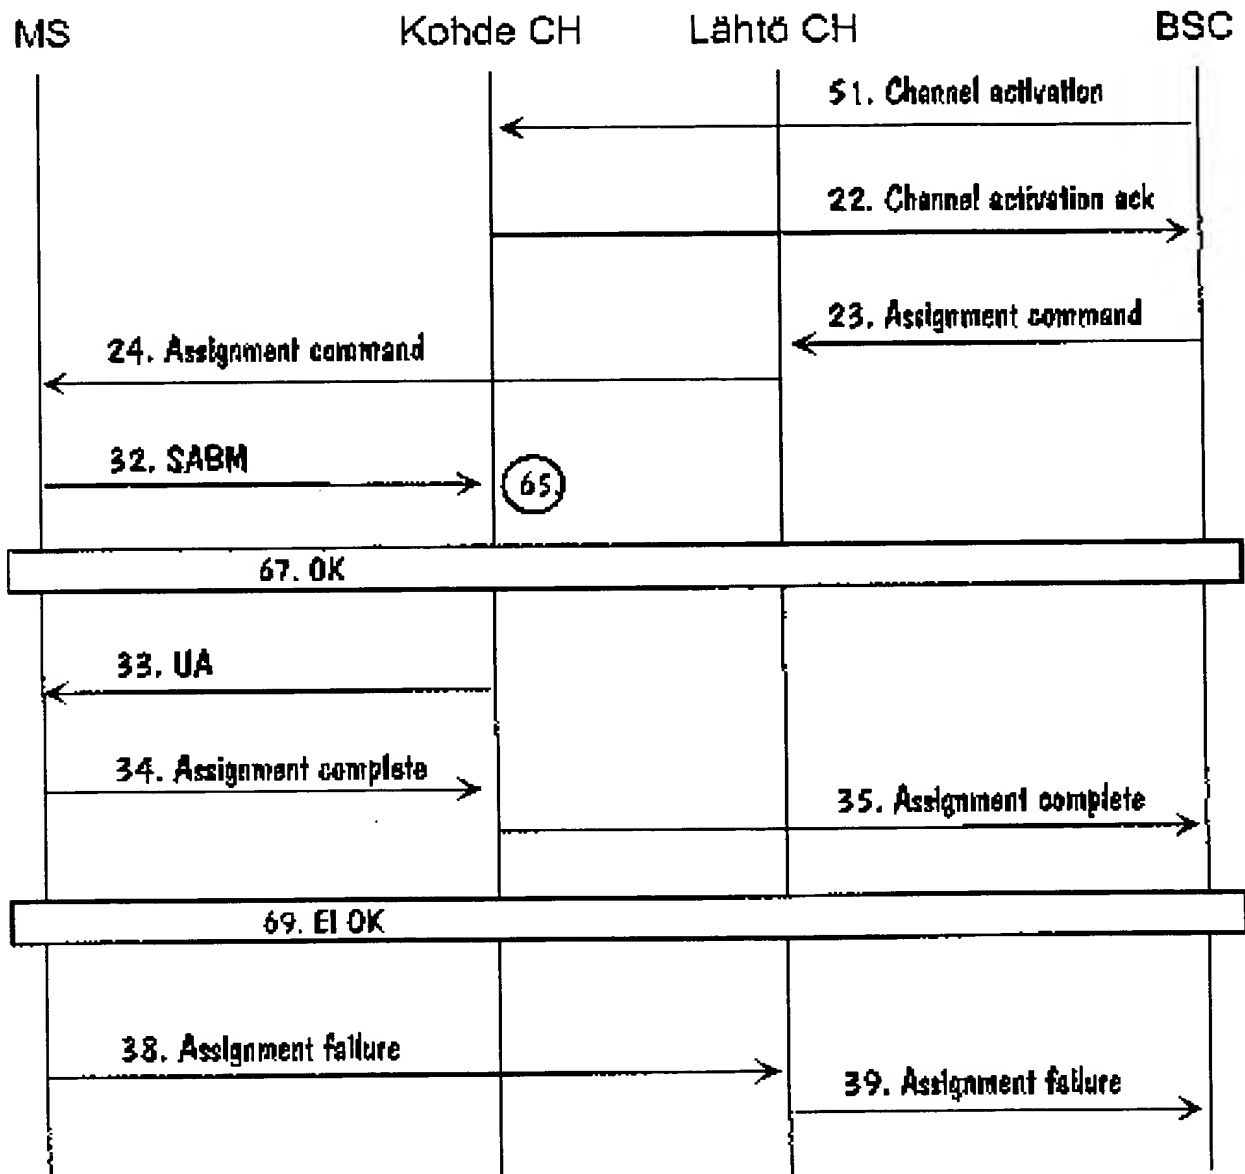 MS Kohde CH Lähtö CH BSC
51. Channel activation
22. Channel activation ack
23. Assignment command
24. Assignment command
32. SABM
65
67. OK
33. UA
34. Assignment complete
35. Assignment complete
69. EI OK
38. Assignment failure
39. Assignment failure